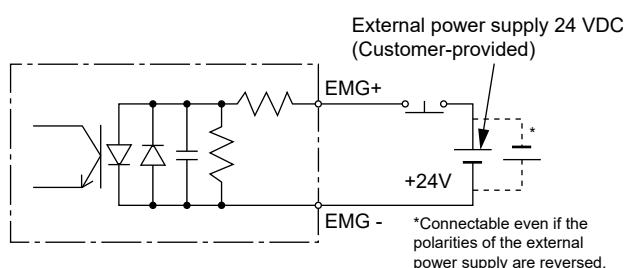 External power supply 24 VDC
(Customer-provided)
EMG+
*
+24V
EMG -
*Connectable even if the
polarities of the external
power supply are reversed.